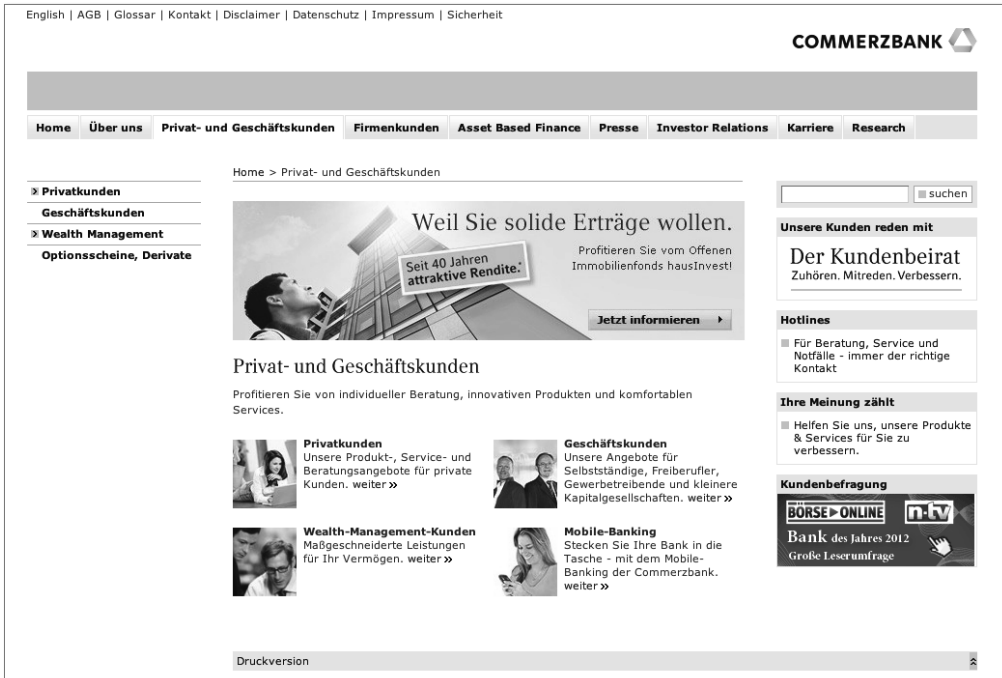 English | AGB | Glossar | Kontakt | Disclaimer | Datenschutz | Impressum | Sicherheit
COMMERZBANK
Home Über uns Privat- und Geschäftskunden Firmenkunden Asset Based Finance Presse Investor Relations Karriere Research
Home > Privat- und Geschäftskunden
Privatkunden
Geschäftskunden
Wealth Management
Optionsscheine, Derivate
Weil Sie solide Erträge wollen.
Seit 40 Jahren
attraktive Rendite.*
Profitieren Sie vom Offenen
Immobilienfonds hausInvest!
Jetzt informieren
Privat- und Geschäftskunden
Profitieren Sie von individueller Beratung, innovativen Produkten und komfortablen
Services.
Privatkunden
Unsere Produkt-, Service- und
Beratungsangebote für private
Kunden. weiter »
Geschäftskunden
Unsere Angebote für
Selbstständige, Freiberufler,
Gewerbetreibende und kleinere
Kapitalgesellschaften. weiter »
Wealth-Management-Kunden
Maßgeschneiderte Leistungen
für Ihr Vermögen. weiter »
Mobile-Banking
Stecken Sie Ihre Bank in die
Tasche - mit dem Mobile-
Banking der Commerzbank.
weiter »
suchen
Unsere Kunden reden mit
Der Kundenbeirat
Zuhören. Mitreden. Verbessern.
Hotlines
Für Beratung, Service und
Notfälle - immer der richtige
Kontakt
Ihre Meinung zählt
Helfen Sie uns, unsere Produkte
& Services für Sie zu
verbessern.
Kundenbefragung
BÖRSE ONLINE n-tv
Bank des Jahres 2012
Große Leserumfrage
Druckversion